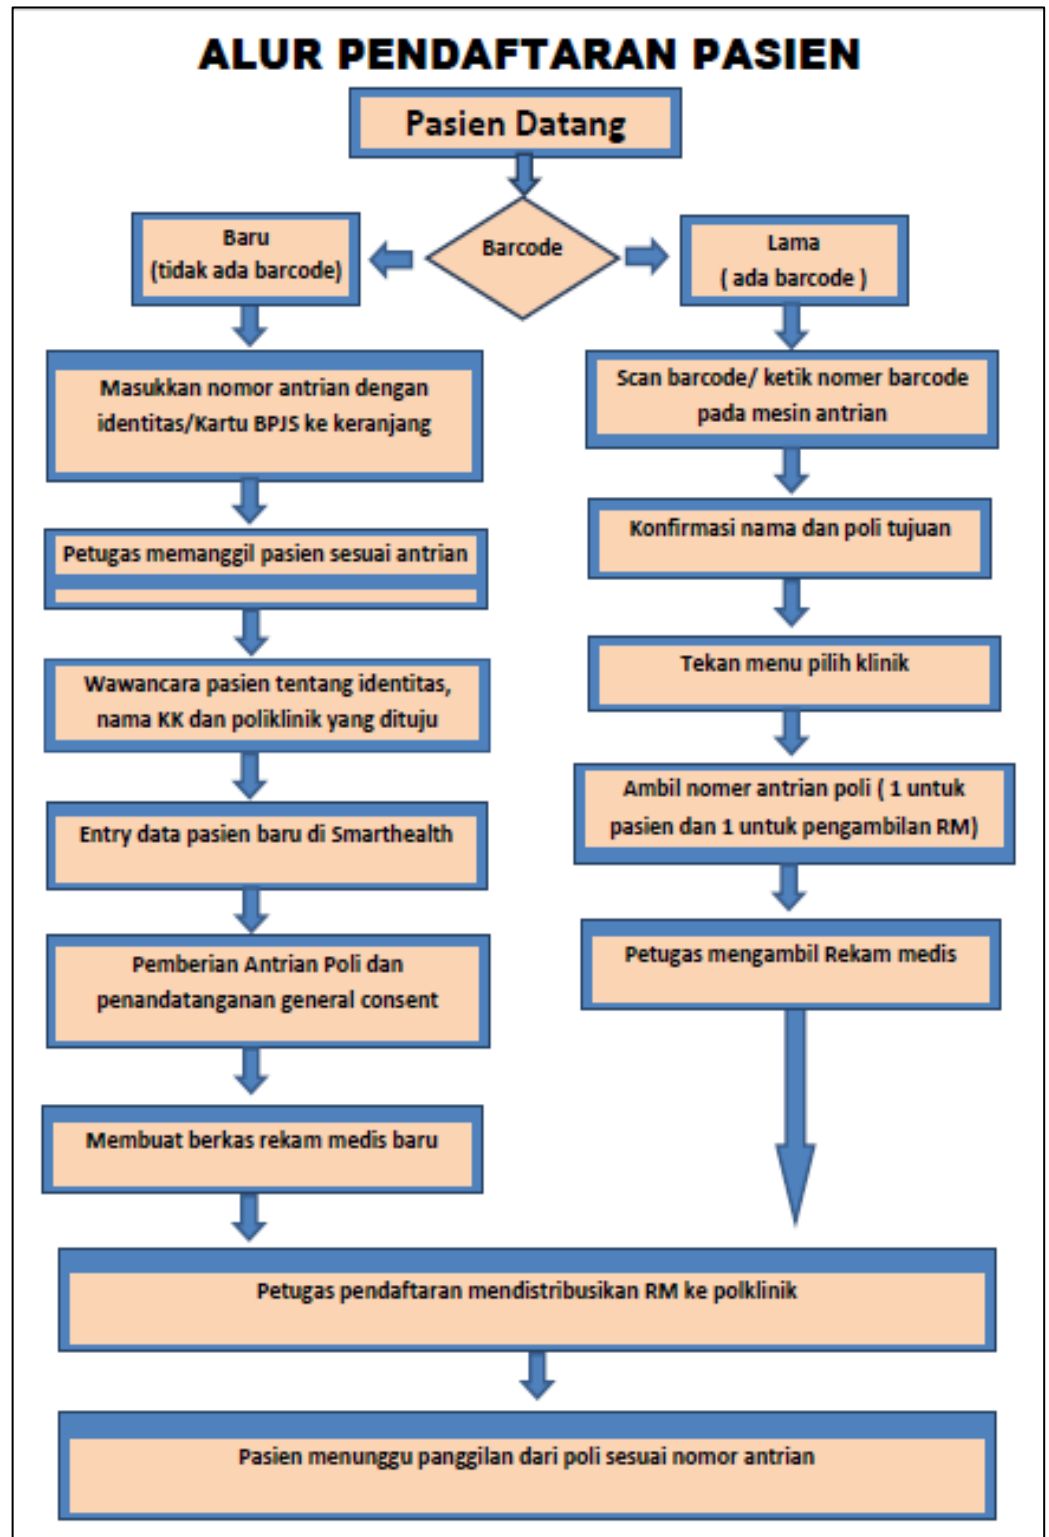 ALUR PENDAFTARAN PASIEN
Pasien Datang
Barcode
Baru
(tidak ada barcode)
Masukkan nomor antrian dengan
identitas/Kartu BPJS ke keranjang
Petugas memanggil pasien sesuai antrian
Wawancara pasien tentang identitas,
nama KK dan poliklinik yang dituju
Entry data pasien baru di Smarthealth
Pemberian Antrian Poli dan
penandatanganan general consent
Membuat berkas rekam medis baru
Lama
( ada barcode )
Scan barcode/ ketik nomer barcode
pada mesin antrian
Konfirmasi nama dan poli tujuan
Tekan menu pilih klinik
Ambil nomer antrian poli ( 1 untuk
pasien dan 1 untuk pengambilan RM)
Petugas mengambil Rekam medis
Petugas pendaftaran mendistribusikan RM ke polklinik
Pasien menunggu panggilan dari poli sesuai nomor antrian